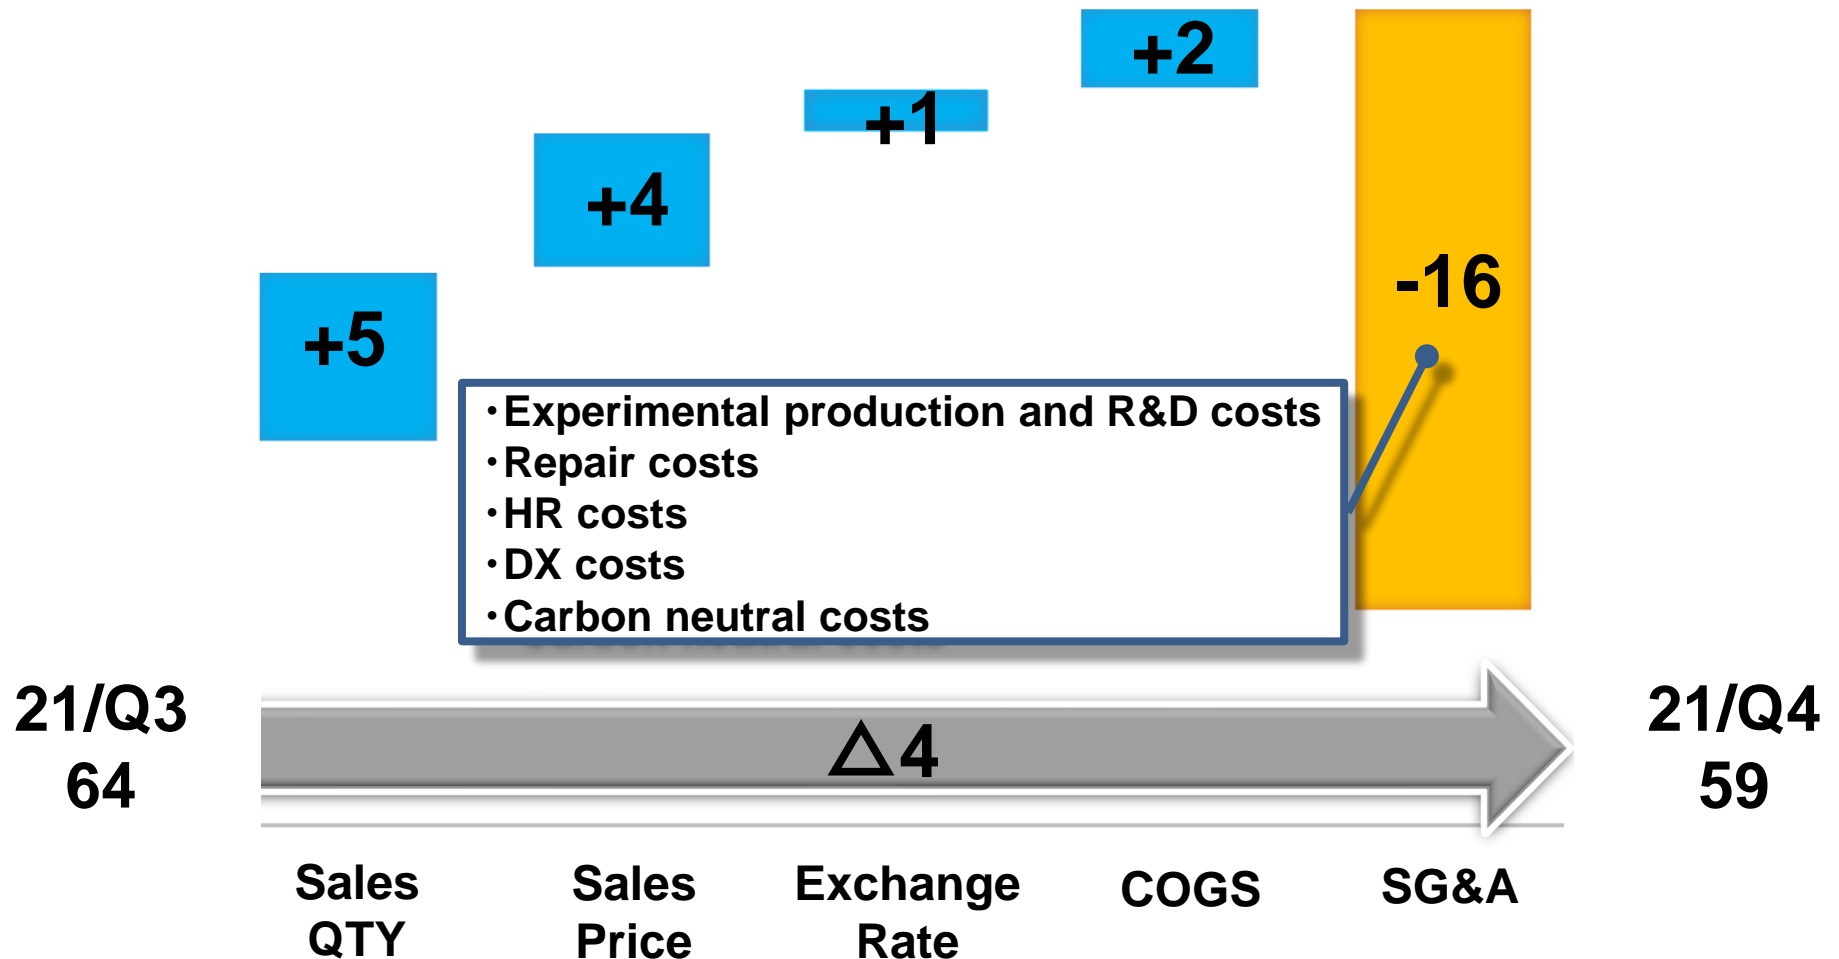 +2
+1
+4
-16
+5
・Experimental production and R&D costs
・Repair costs
・HR costs
・DX costs
・Carbon neutral costs
21/Q3
64
△4
21/Q4
59
Sales
QTY
Sales
Price
Exchange
Rate
COGS
SG&A